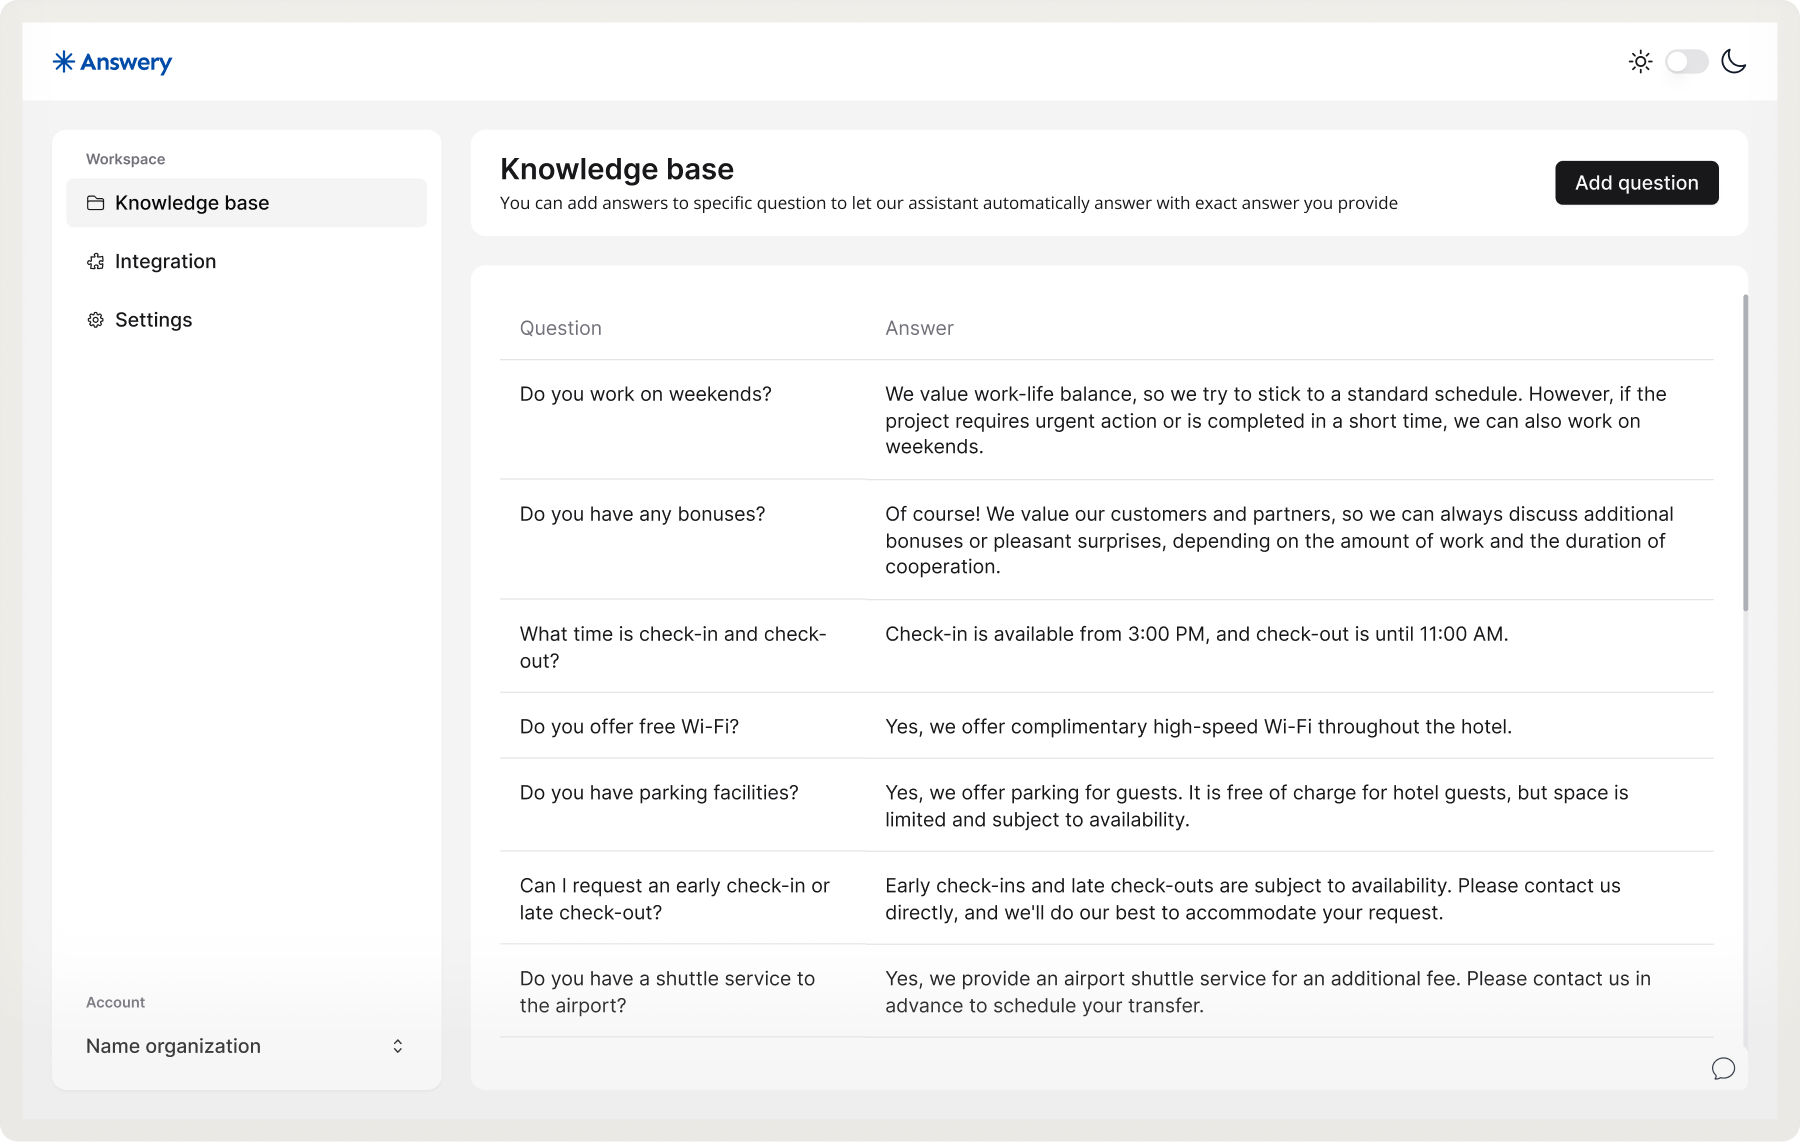 Answery
Workspace
Knowledge base
Integration
Settings
Account
Name organization
Knowledge base
You can add answers to specific question to let our assistant automatically answer with exact answer you provide
Add question
Question
Answer
Do you work on weekends?
We value work-life balance, so we try to stick to a standard schedule. However, if the
project requires urgent action or is completed in a short time, we can also work on
weekends.
Do you have any bonuses?
Of course! We value our customers and partners, so we can always discuss additional
bonuses or pleasant surprises, depending on the amount of work and the duration of
cooperation.
What time is check-in and check-
out?
Check-in is available from 3:00 PM, and check-out is until 11:00 AM.
Do you offer free Wi-Fi?
Yes, we offer complimentary high-speed Wi-Fi throughout the hotel.
Do you have parking facilities?
Yes, we offer parking for guests. It is free of charge for hotel guests, but space is
limited and subject to availability.
Can I request an early check-in or
late check-out?
Early check-ins and late check-outs are subject to availability. Please contact us
directly, and we'll do our best to accommodate your request.
Do you have a shuttle service to
the airport?
Yes, we provide an airport shuttle service for an additional fee. Please contact us in
advance to schedule your transfer.